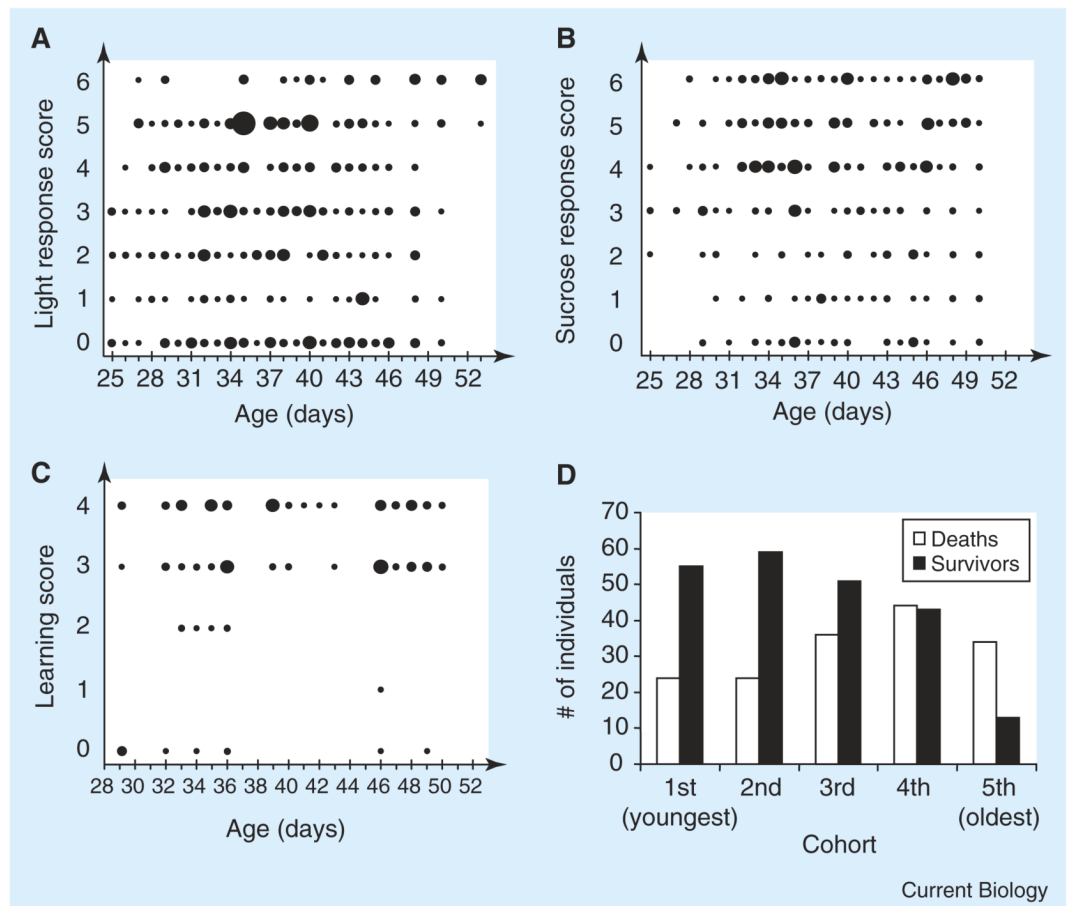 A
Light response score
6
5
4
3
2
1
0
25 28 31 34 37 40 43 46 49 52
Age (days)
B
Sucrose response score
6
5
4
3
2
1
0
25 28 31 34 37 40 43 46 49 52
Age (days)
C
Learning score
4
3
2
1
0
28 30 32 34 36 38 40 42 44 46 48 50 52
Age (days)
D
# of individuals
70
60
50
40
30
20
10
0
Deaths
Survivors
1st 2nd 3rd 4th 5th
(youngest) (oldest)
Cohort
Current Biology